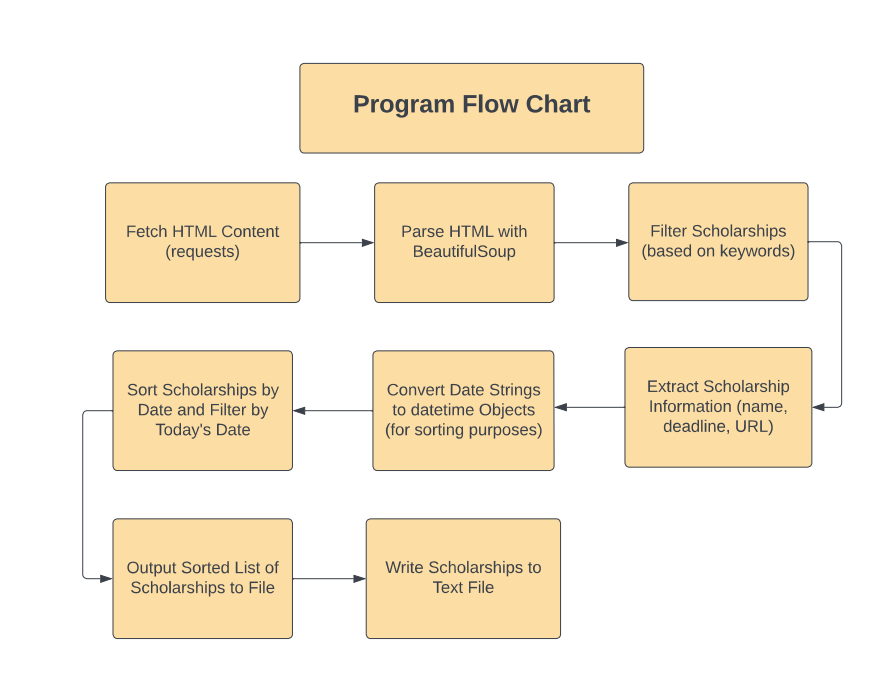 Program Flow Chart
Fetch HTML Content
(requests)
Parse HTML with
BeautifulSoup
Filter Scholarships
(based on keywords)
Extract Scholarship
Information (name,
deadline, URL)
Convert Date Strings
to datetime Objects
(for sorting purposes)
Sort Scholarships by
Date and Filter by
Today's Date
Output Sorted List of
Scholarships to File
Write Scholarships to
Text File